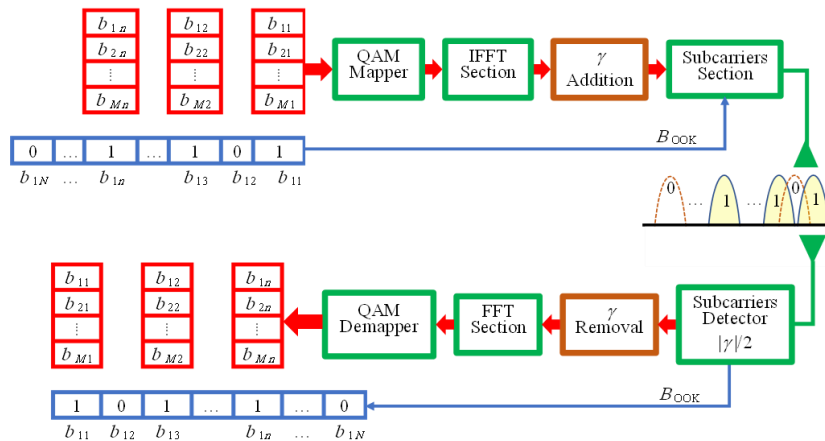 b1n b12 b11
b2n b22 b21
⋮ ⋮ ⋮
bMn bM2 bM1
QAM
Mapper
IFFT
Section
γ
Addition
Subcarriers
Section
0 … 1 … 1 0 1
b1N … b1n b13 b12 b11
BOOK
0 … 1 … 1 0 1
b11 b12 b1n
b21 b22 b2n
⋮ ⋮ ⋮
bM1 bM2 bMn
QAM
Demapper
FFT
Section
γ
Removal
Subcarriers
Detector
|γ|/2
BOOK
1 0 1 … 1 … 0
b11 b12 b13 b1n … b1N